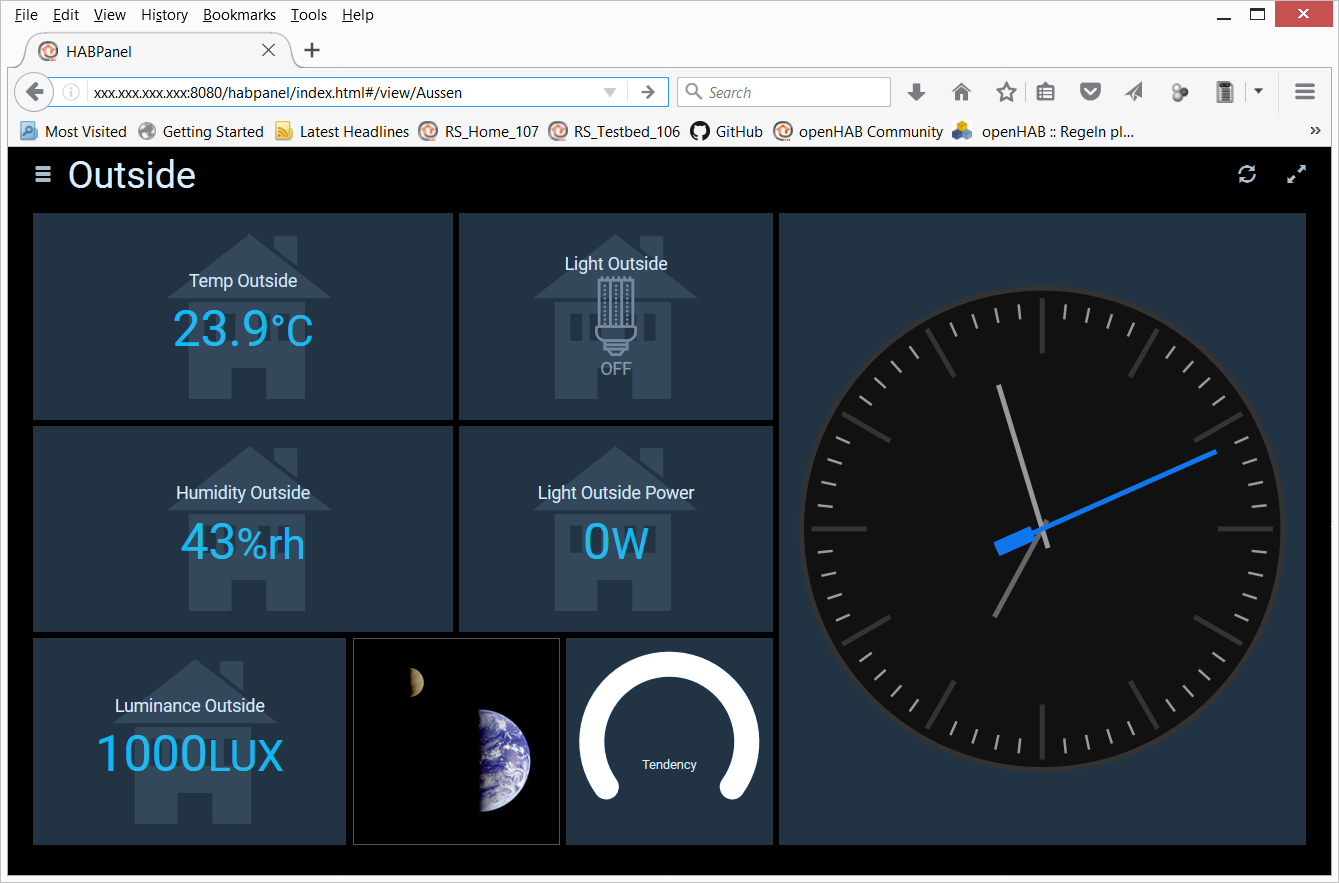 File Edit View History Bookmarks Tools Help
HABPanel
xxx.xxx.xxx.xxx:8080/habpanel/index.html#/view/Aussen
Search
Most Visited Getting Started Latest Headlines RS_Home_107 RS_Testbed_106 GitHub openHAB Community openHAB :: Regeln pl...
Outside
Temp Outside
23.9°C
Light Outside
OFF
Humidity Outside
43%rh
Light Outside Power
0W
Luminance Outside
1000LUX
Tendency